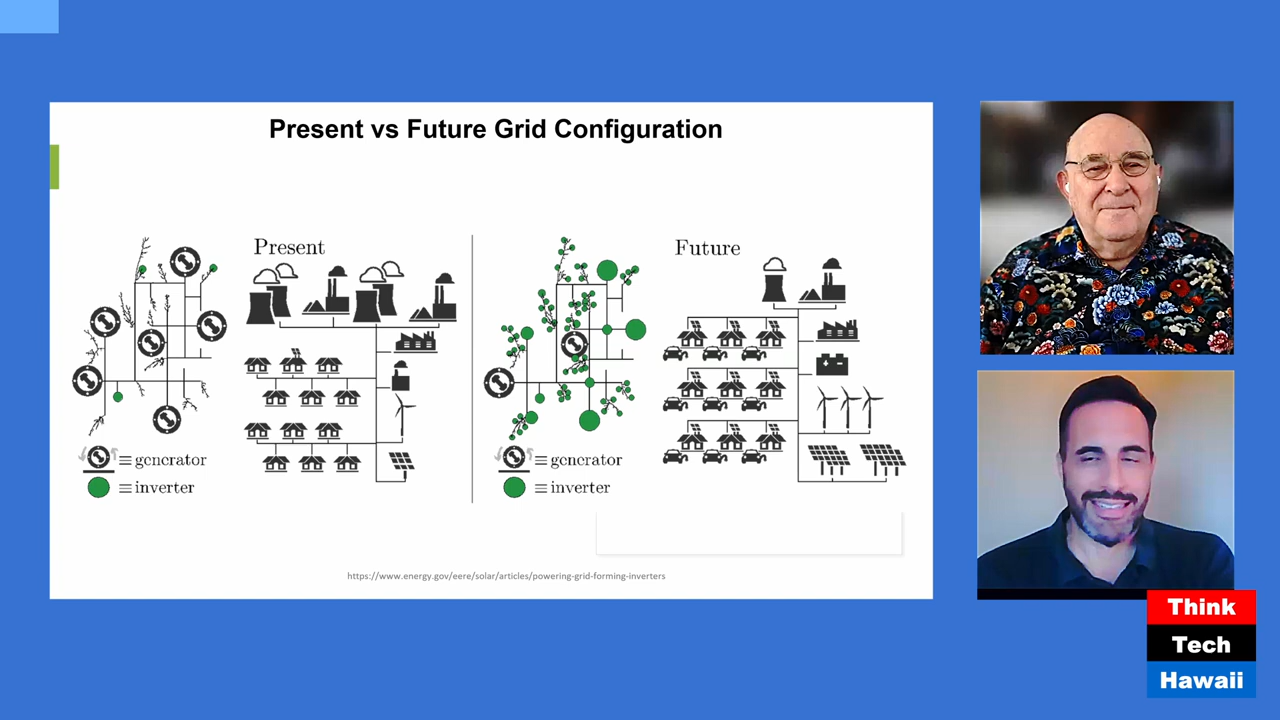 Present vs Future Grid Configuration
Present
≡ generator
≡ inverter
Future
≡ generator
≡ inverter
https://www.energy.gov/eere/solar/articles/powering-grid-forming-inverters
Think
Tech
Hawaii